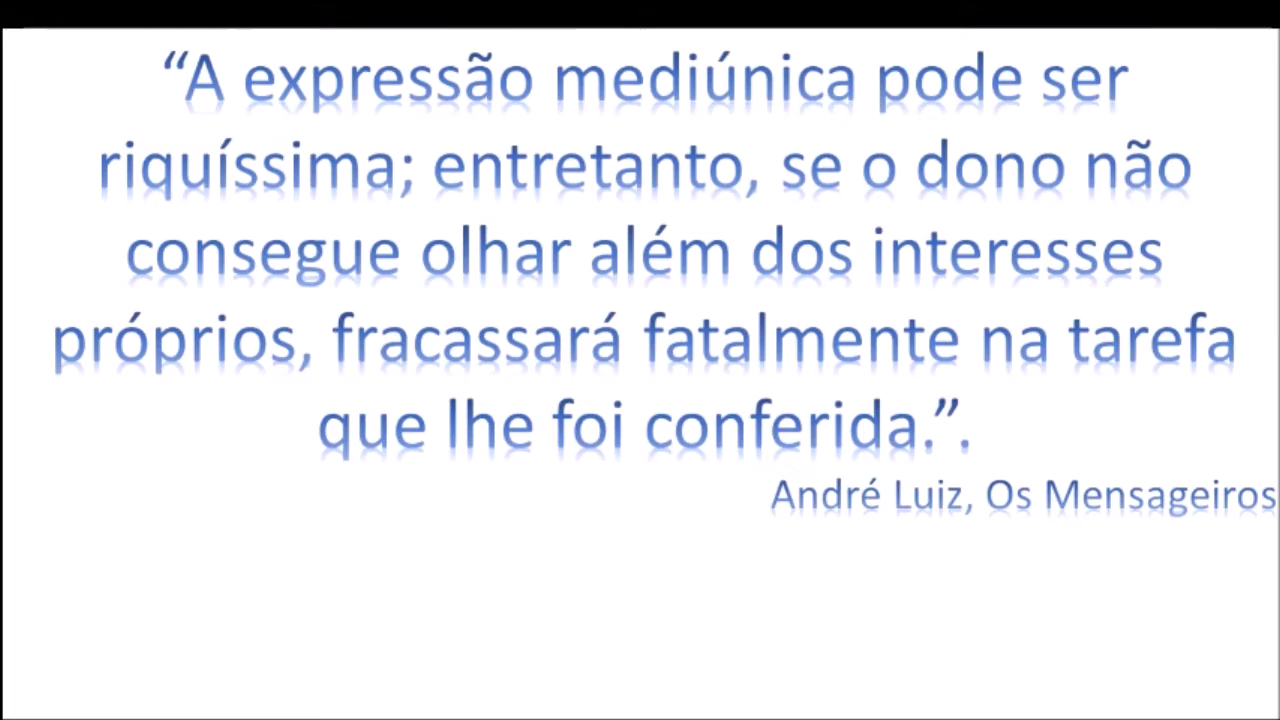 “A expressão mediúnica pode ser
riquíssima; entretanto, se o dono não
consegue olhar além dos interesses
próprios, fracassará fatalmente na tarefa
que lhe foi conferida.”.
André Luiz, Os Mensageiros